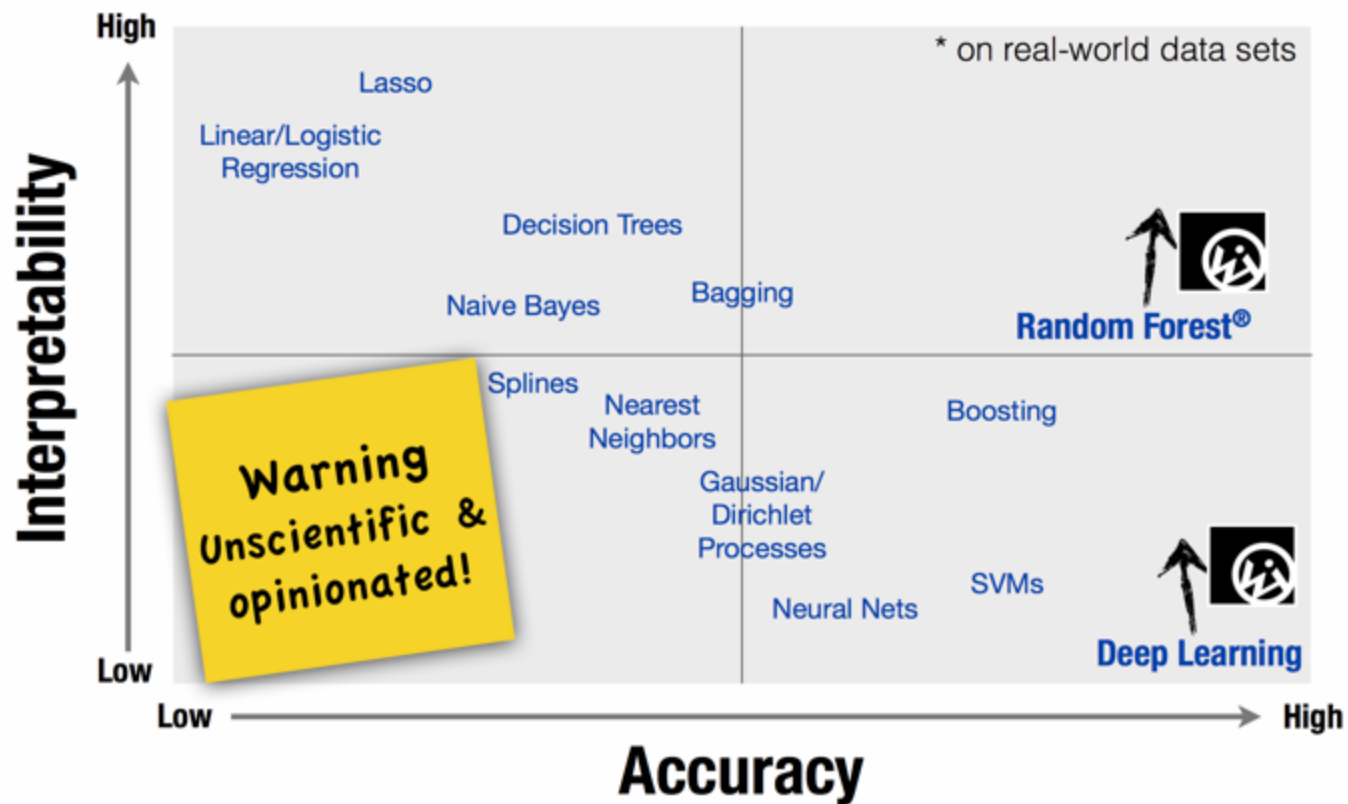 High
* on real-world data sets
Lasso
Linear/Logistic
Regression
Decision Trees
Naive Bayes
Bagging
Random Forest®
Interpretability
Splines
Nearest
Neighbors
Boosting
Warning
Unscientific &
opinionated!
Gaussian/
Dirichlet
Processes
SVMs
Neural Nets
Deep Learning
Low
Low
High
Accuracy